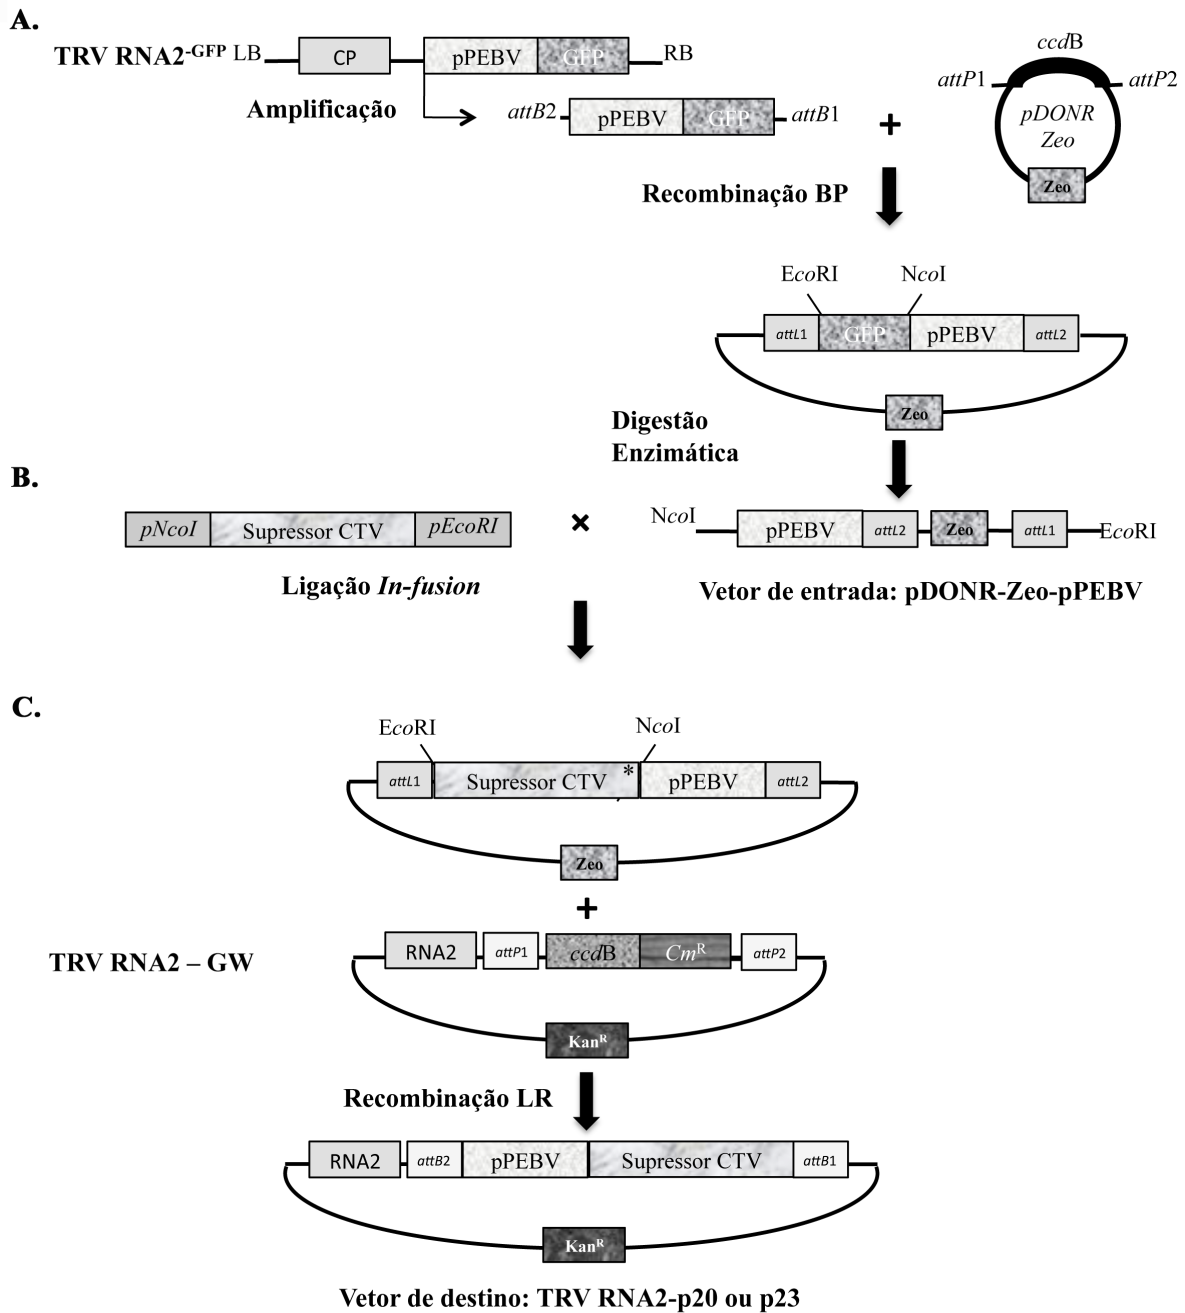 A.
TRV RNA2-GFP LB CP pPEBV GFP RB
Amplificação attB2 pPEBV GFP attB1 +
ccdB
attP1 attP2
pDONR
Zeo
Zeo
Recombinação BP
EcoRI NcoI
attL1 GFP pPEBV attL2
Zeo
Digestão
Enzimática
B.
pNcoI Supressor CTV pEcoRI × NcoI pPEBV attL2 Zeo attL1 EcoRI
Ligação In-fusion
Vetor de entrada: pDONR-Zeo-pPEBV
C.
EcoRI NcoI
attL1 Supressor CTV * pPEBV attL2
Zeo
+
TRV RNA2 – GW RNA2 attP1 ccdB CmR attP2
KanR
Recombinação LR
RNA2 attB2 pPEBV Supressor CTV attB1
KanR
Vetor de destino: TRV RNA2-p20 ou p23